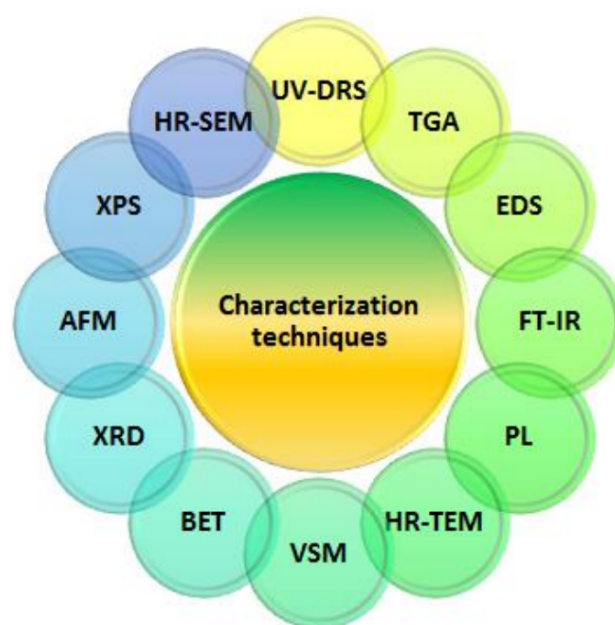 UV-DRS
TGA
EDS
FT-IR
PL
HR-TEM
VSM
BET
XRD
AFM
XPS
HR-SEM
Characterization
techniques